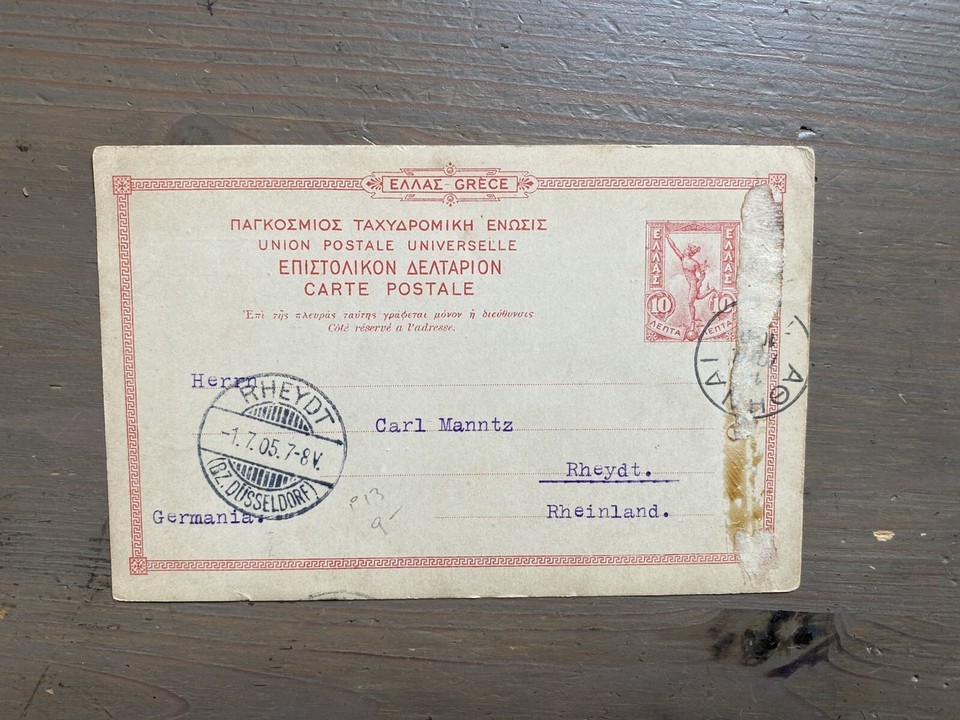 ΕΛΛΑΣ-GRÈCE
ΠΑΓΚΟΣΜΙΟΣ ΤΑΧΥΔΡΟΜΙΚΗ ΕΝΩΣΙΣ
UNION POSTALE UNIVERSELLE
ΕΠΙΣΤΟΛΙΚΟΝ ΔΕΛΤΑΡΙΟΝ
CARTE POSTALE
Ἐπὶ τῆς πλευρᾶς ταύτης γράφεται μόνον ἡ διεύθυνσις
Côté réservé a l'adresse.
ΕΛΛΑΣ ΕΛΛΑΣ
10 10
ΛΕΠΤΑ ΛΕΠΤΑ
ΑΘΗΝΑΙ
Herrn
RHEYDT
-1.7.05.7-8V.
(BZ. DÜSSELDORF)
Carl Manntz
Rheydt.
Rheinland.
Germania.